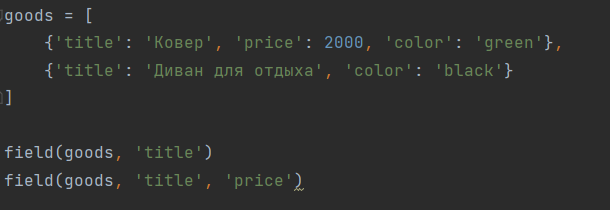 goods = [
    {'title': 'Ковер', 'price': 2000, 'color': 'green'},
    {'title': 'Диван для отдыха', 'color': 'black'}
]
field(goods, 'title')
field(goods, 'title', 'price')